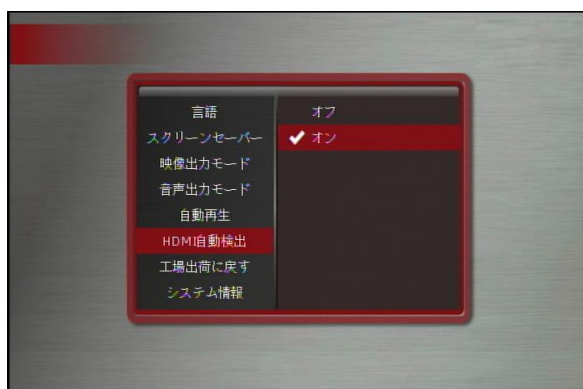 言語
スクリーンセーバー
映像出力モード
音声出力モード
自動再生
HDMI自動検出
工場出荷に戻す
システム情報
オフ
オン